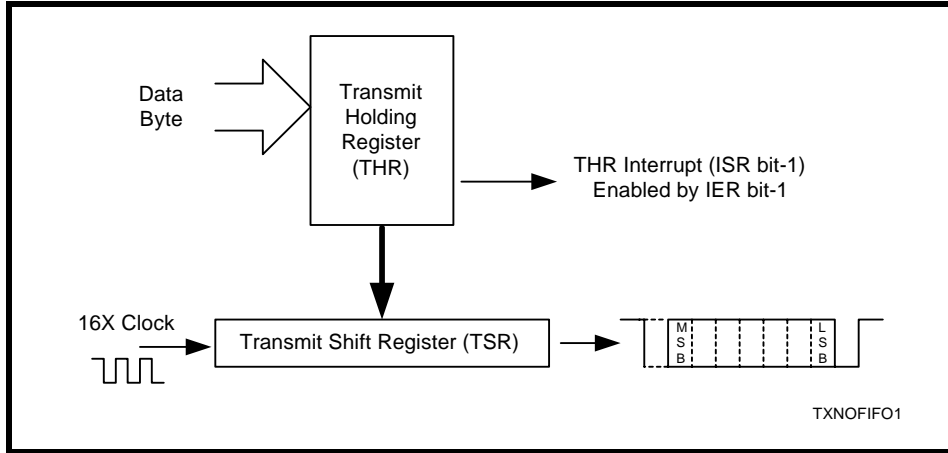 Data
Byte
Transmit
Holding
Register
(THR)
THR Interrupt (ISR bit-1)
Enabled by IER bit-1
16X Clock
Transmit Shift Register (TSR)
M
S
B
L
S
B
TXNOFIFO1